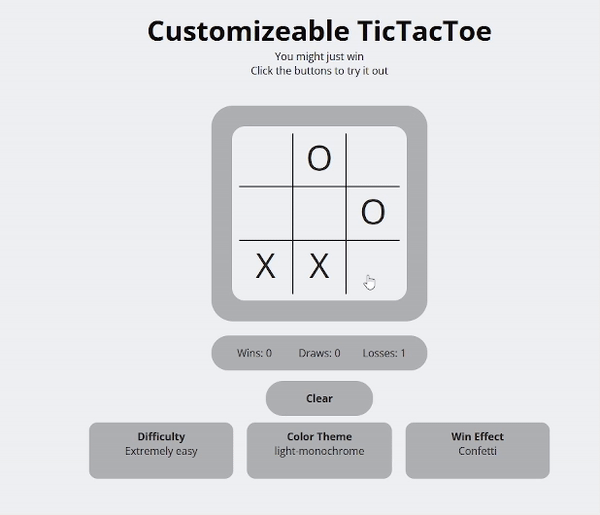 Customizeable TicTacToe
You might just win
Click the buttons to try it out
O
O
X X
Wins: 0 Draws: 0 Losses: 1
Clear
Difficulty
Extremely easy
Color Theme
light-monochrome
Win Effect
Confetti